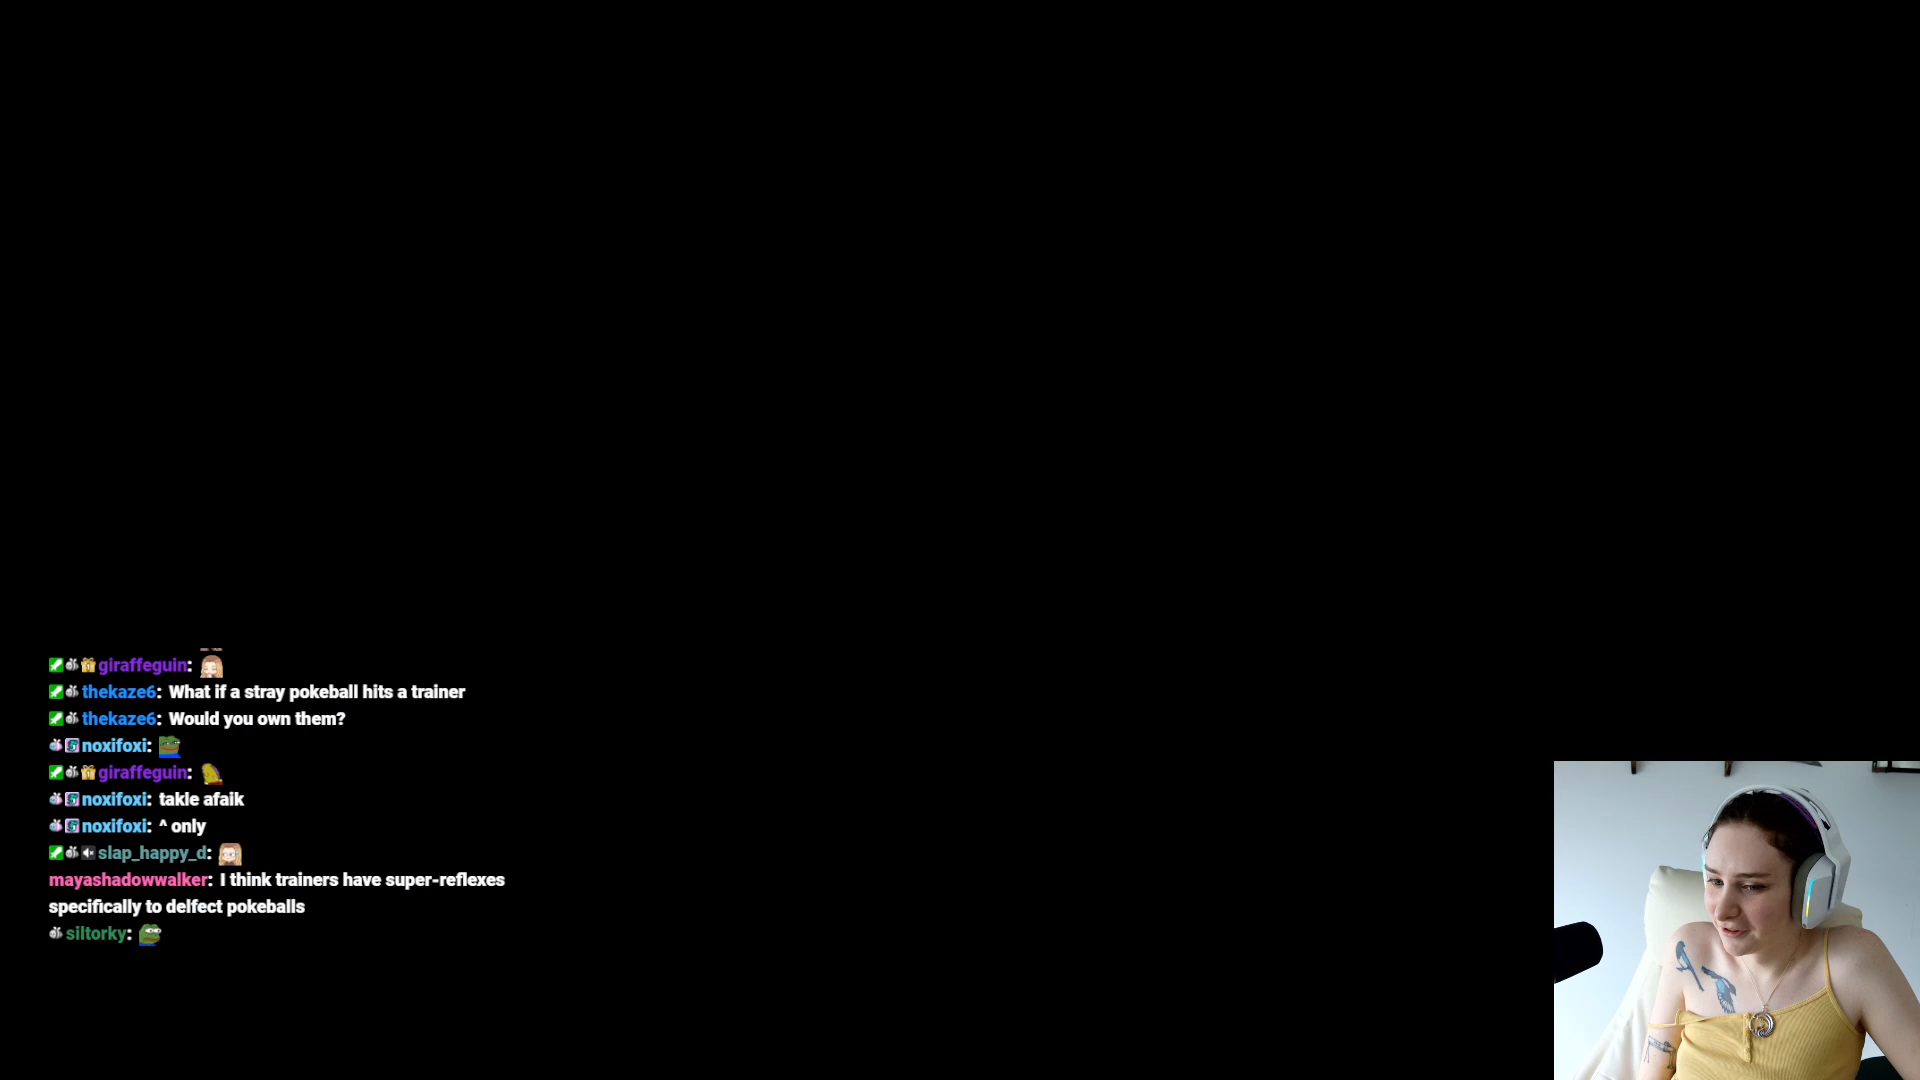 giraffeguin:
thekaze6: What if a stray pokeball hits a trainer
thekaze6: Would you own them?
noxifoxi:
giraffeguin:
noxifoxi: takle afaik
noxifoxi: ^ only
slap_happy_d:
mayashadowwalker: I think trainers have super-reflexes
specifically to delfect pokeballs
siltorky: